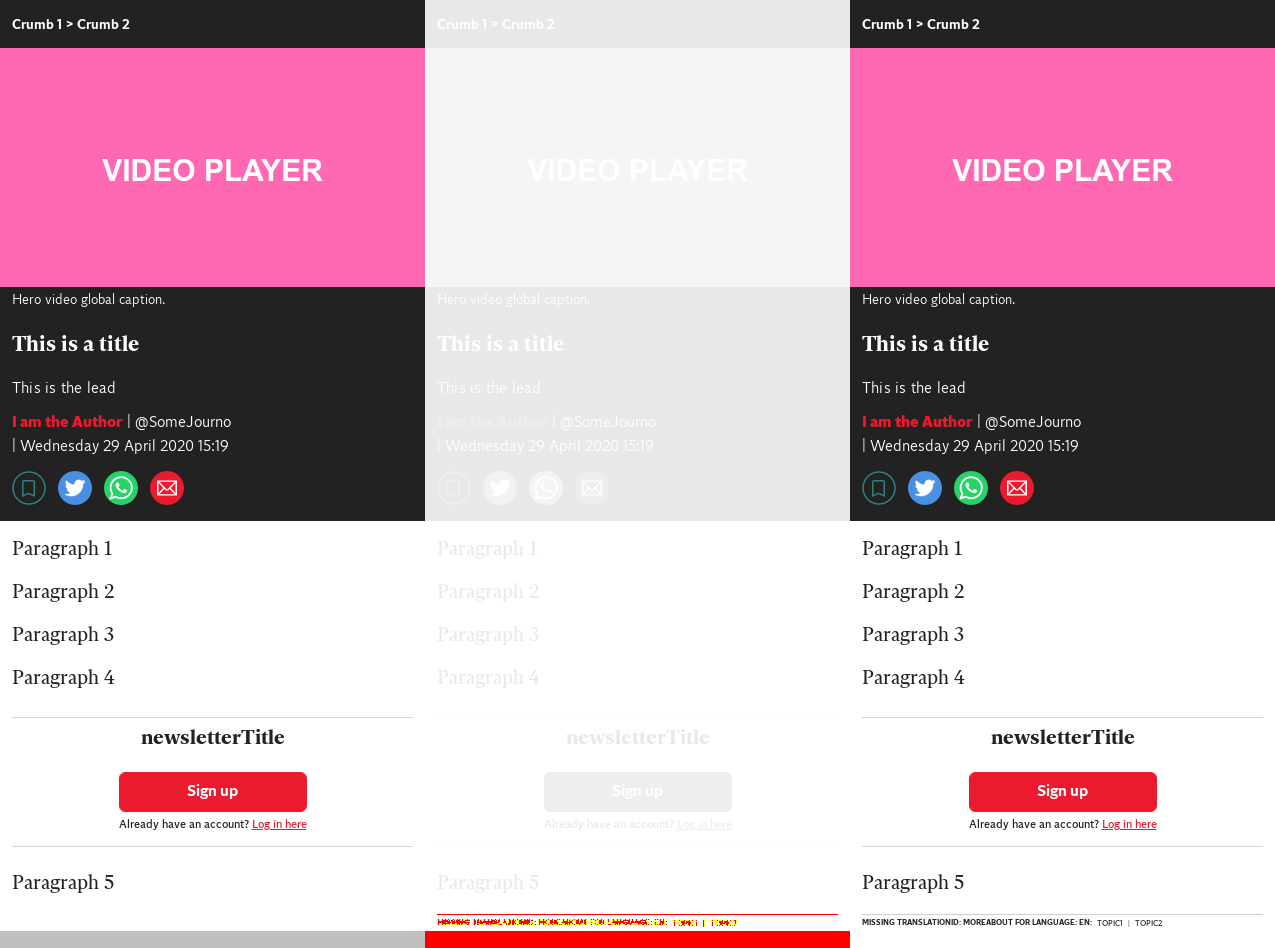 Crumb 1 > Crumb 2
VIDEO PLAYER
Hero video global caption.
This is a title
This is the lead
I am the Author | @SomeJourno
| Wednesday 29 April 2020 15:19
Paragraph 1
Paragraph 2
Paragraph 3
Paragraph 4
newsletterTitle
Sign up
Already have an account? Log in here
Paragraph 5
Crumb 1 > Crumb 2
VIDEO PLAYER
Hero video global caption.
This is a title
This is the lead
I am the Author | @SomeJourno
| Wednesday 29 April 2020 15:19
Paragraph 1
Paragraph 2
Paragraph 3
Paragraph 4
newsletterTitle
Sign up
Already have an account? Log in here
Paragraph 5
MISSING TRANSLATIONID: MOREABOUT FOR LANGUAGE: EN: TOPIC1 | TOPIC2
Crumb 1 > Crumb 2
VIDEO PLAYER
Hero video global caption.
This is a title
This is the lead
I am the Author | @SomeJourno
| Wednesday 29 April 2020 15:19
Paragraph 1
Paragraph 2
Paragraph 3
Paragraph 4
newsletterTitle
Sign up
Already have an account? Log in here
Paragraph 5
MISSING TRANSLATIONID: MOREABOUT FOR LANGUAGE: EN: TOPIC1 | TOPIC2